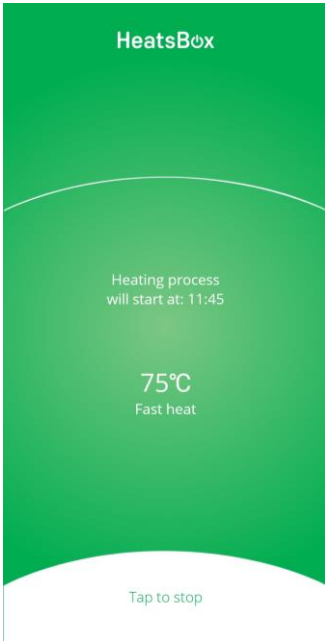 HeatsBox
Heating process
will start at: 11:45
75℃
Fast heat
Tap to stop